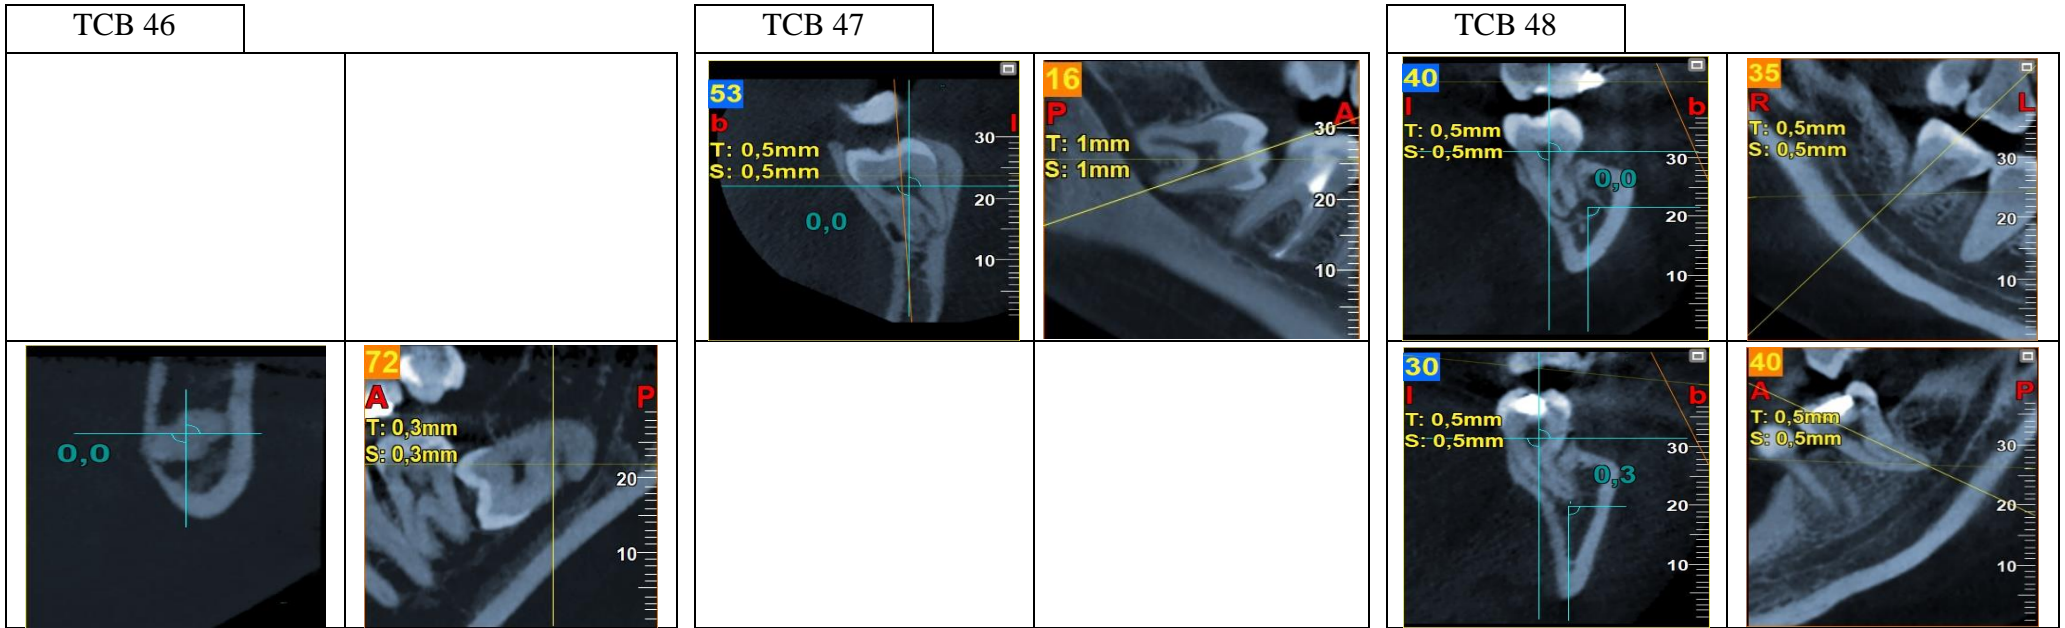 TCB 46
TCB 47
TCB 48
53
b
l
T: 0,5mm
S: 0,5mm
0,0
30
20
10
16
P
A
T: 1mm
S: 1mm
30
20
10
40
l
b
T: 0,5mm
S: 0,5mm
0,0
30
20
10
35
R
L
T: 0,5mm
S: 0,5mm
30
20
10
0,0
72
A
P
T: 0,3mm
S: 0,3mm
20
10
30
l
b
T: 0,5mm
S: 0,5mm
0,3
30
20
10
40
A
P
T: 0,5mm
S: 0,5mm
30
20
10